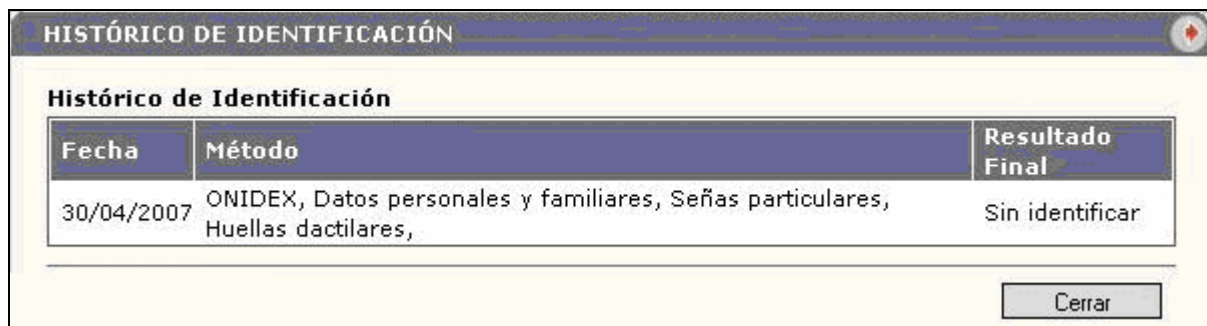 HISTÓRICO DE IDENTIFICACIÓN
Histórico de Identificación
Fecha Método Resultado Final
30/04/2007 ONIDEX, Datos personales y familiares, Señas particulares,
Huellas dactilares, Sin identificar
Cerrar